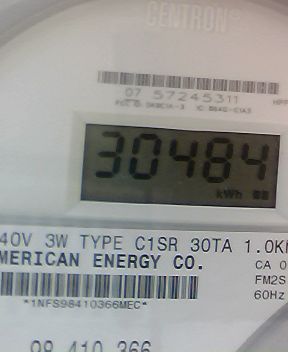 CENTRON®
07 57245311
30484
kWh
40V 3W TYPE C1SR 30TA 1.0K
MERICAN ENERGY CO.
CA 0
FM2S
60Hz
*1NFS98410366MEC*
98 410 366